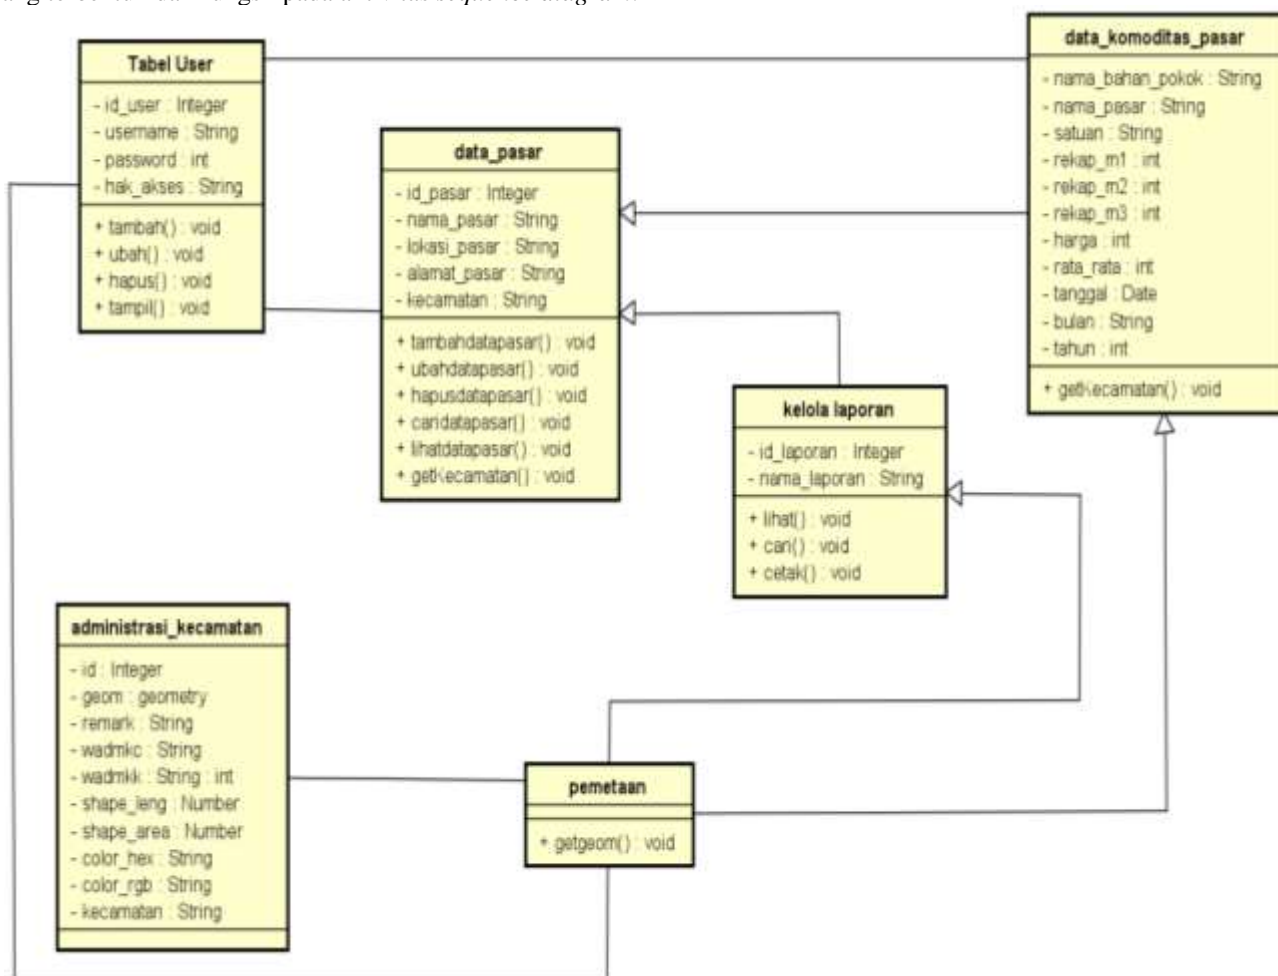 Tabel User
- id_user : Integer
- username : String
- password : int
- hak_akses : String
+ tambah() : void
+ ubah() : void
+ hapus() : void
+ tampil() : void
data_pasar
- id_pasar : Integer
- nama_pasar : String
- lokasi_pasar : String
- alamat_pasar : String
- kecamatan : String
+ tambahdatapasar() : void
+ ubahdatapasar() : void
+ hapusdatapasar() : void
+ caridatapasar() : void
+ lihatdatapasar() : void
+ getKecamatan() : void
data_komoditas_pasar
- nama_bahan_pokok : String
- nama_pasar : String
- satuan : String
- rekap_m1 : int
- rekap_m2 : int
- rekap_m3 : int
- harga : int
- rata_rata : int
- tanggal : Date
- bulan : String
- tahun : int
+ getKecamatan() : void
kelola laporan
- id_laporan : Integer
- nama_laporan : String
+ lihat() : void
+ cari() : void
+ cetak() : void
administrasi_kecamatan
- id : Integer
- geom : geometry
- remark : String
- wadmkc : String
- wadmkk : String : int
- shape_leng : Number
- shape_area : Number
- color_hex : String
- color_rgb : String
- kecamatan : String
pemetaan
+ getgeom() : void